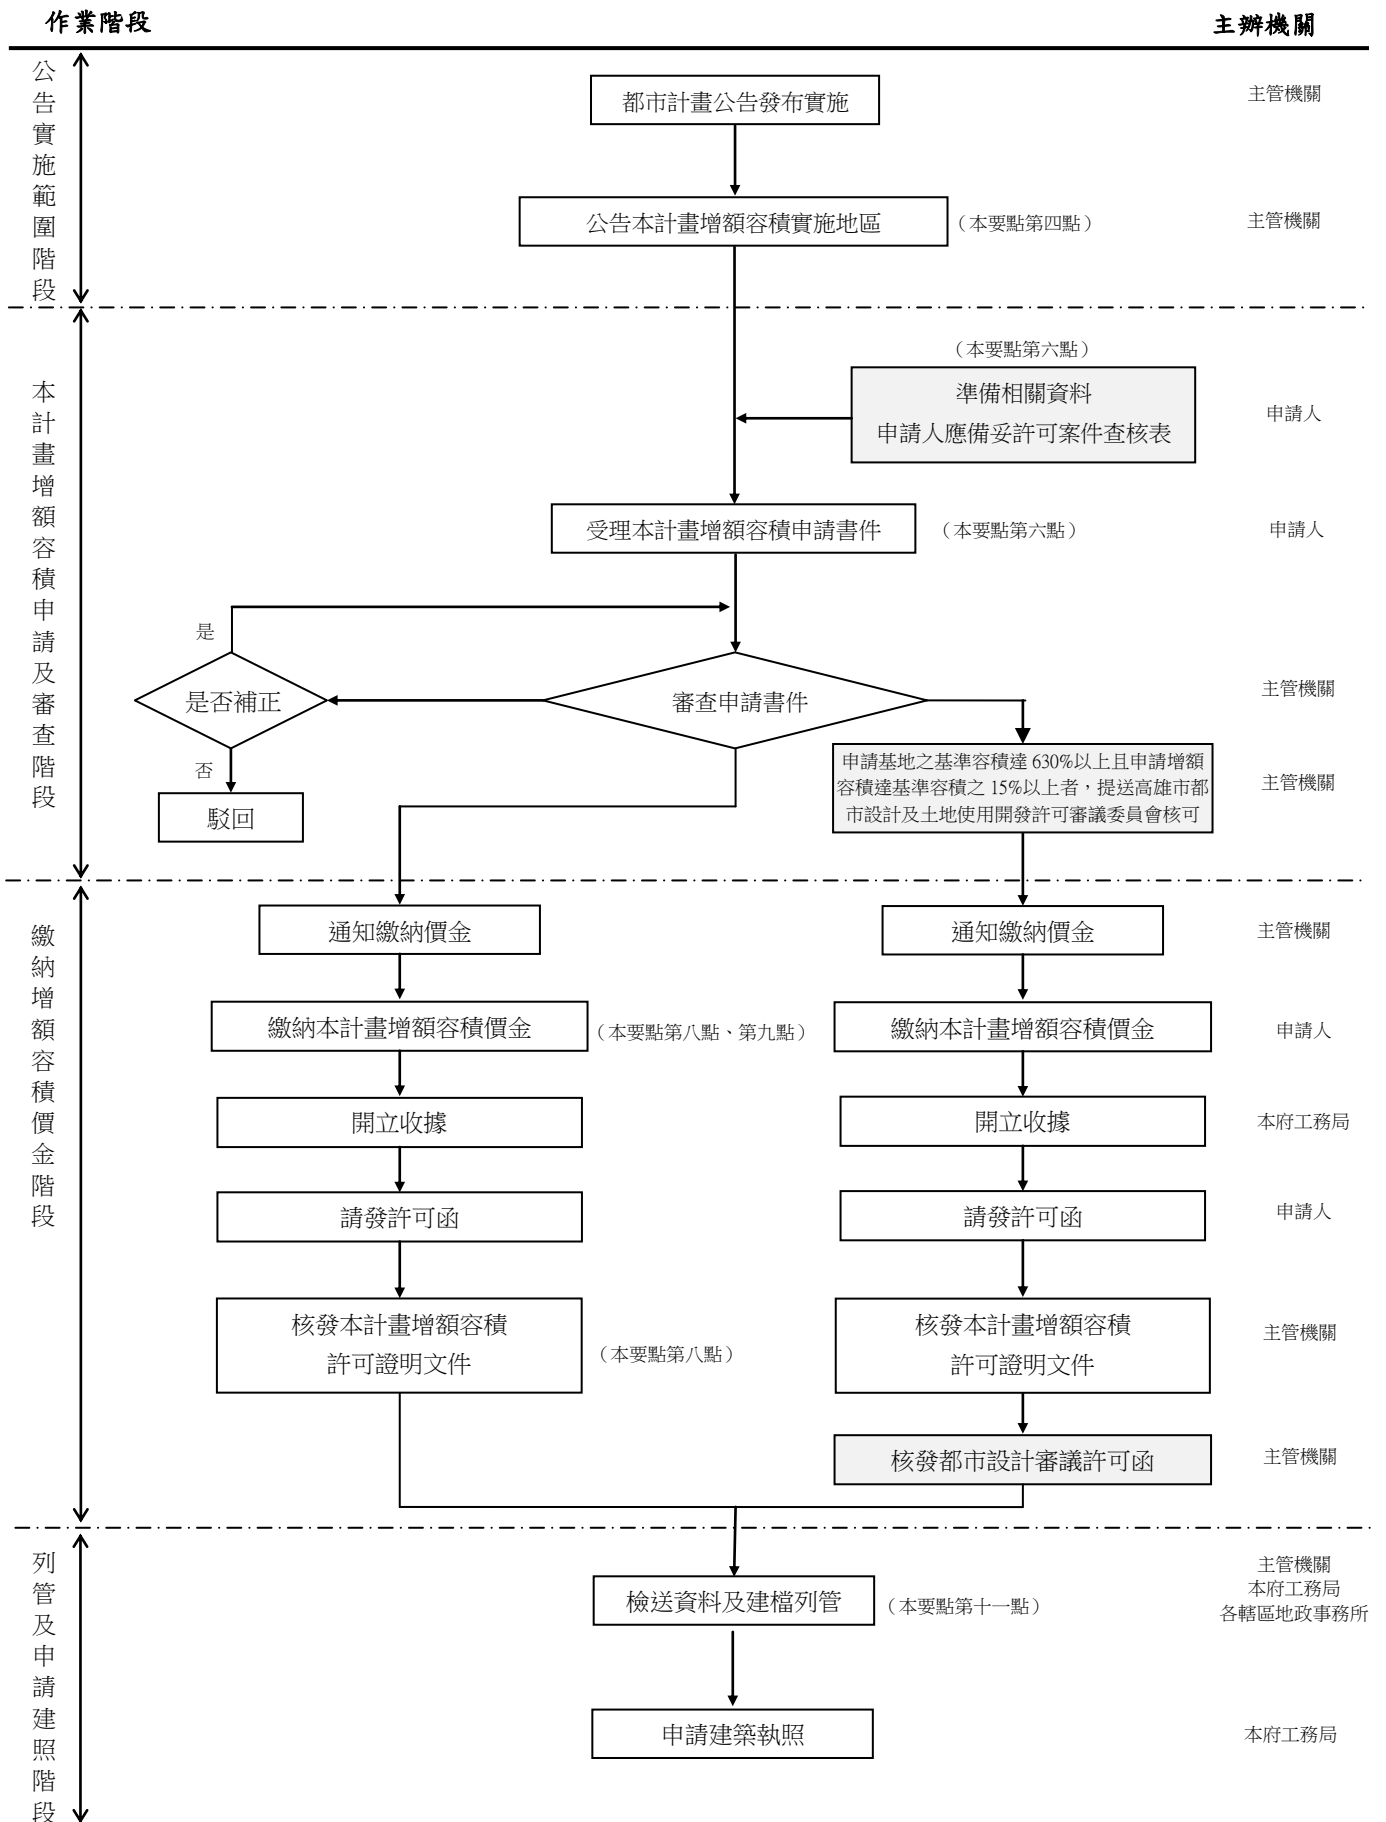 作業階段
主辦機關
公告實施範圍階段
都市計畫公告發布實施
主管機關
公告本計畫增額容積實施地區
（本要點第四點）
主管機關
本計畫增額容積申請及審查階段
（本要點第六點）
準備相關資料
申請人應備妥許可案件查核表
申請人
受理本計畫增額容積申請書件
（本要點第六點）
申請人
是
是否補正
審查申請書件
主管機關
否
駁回
申請基地之基準容積達 630%以上且申請增額
容積達基準容積之 15%以上者，提送高雄市都
市設計及土地使用開發許可審議委員會核可
主管機關
繳納增額容積價金階段
通知繳納價金
通知繳納價金
主管機關
繳納本計畫增額容積價金
（本要點第八點、第九點）
繳納本計畫增額容積價金
申請人
開立收據
開立收據
本府工務局
請發許可函
請發許可函
申請人
核發本計畫增額容積
許可證明文件
（本要點第八點）
核發本計畫增額容積
許可證明文件
主管機關
核發都市設計審議許可函
主管機關
列管及申請建照階段
檢送資料及建檔列管
（本要點第十一點）
主管機關
本府工務局
各轄區地政事務所
申請建築執照
本府工務局